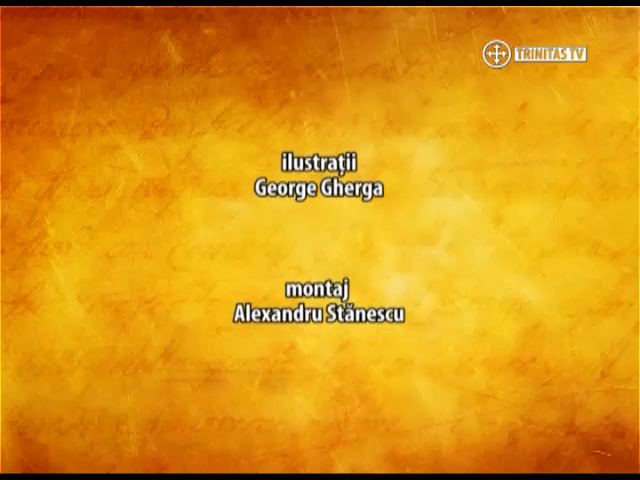 TRINITAS TV
ilustrații
George Gherga
montaj
Alexandru Stănescu